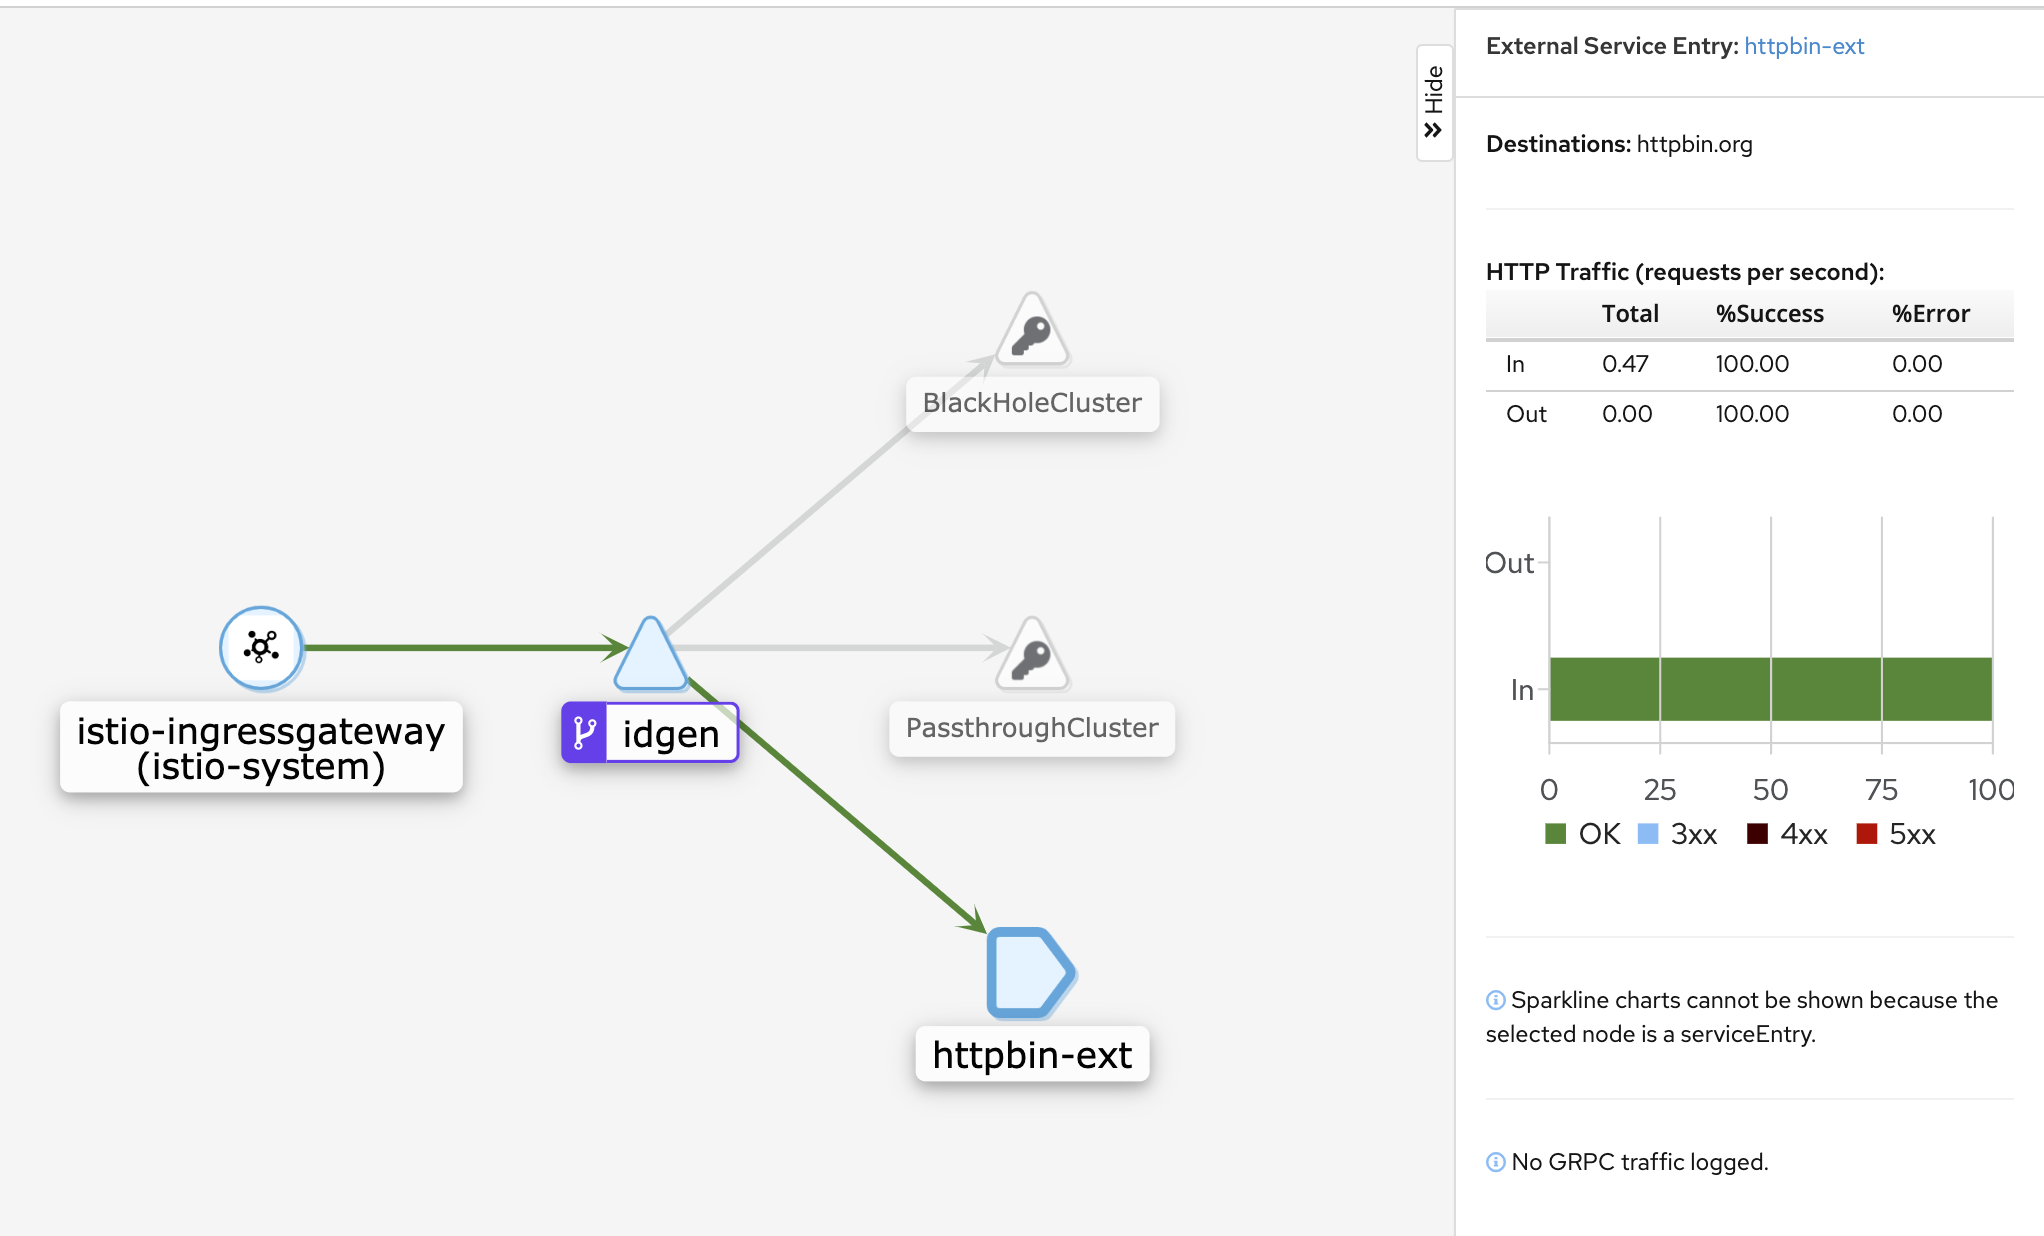 BlackHoleCluster
istio-ingressgateway
(istio-system)
idgen
PassthroughCluster
httpbin-ext
Hide
External Service Entry: httpbin-ext
Destinations: httpbin.org
HTTP Traffic (requests per second):
Total %Success %Error
In 0.47 100.00 0.00
Out 0.00 100.00 0.00
Out
In
0 25 50 75 100
OK 3xx 4xx 5xx
Sparkline charts cannot be shown because the
selected node is a serviceEntry.
No GRPC traffic logged.